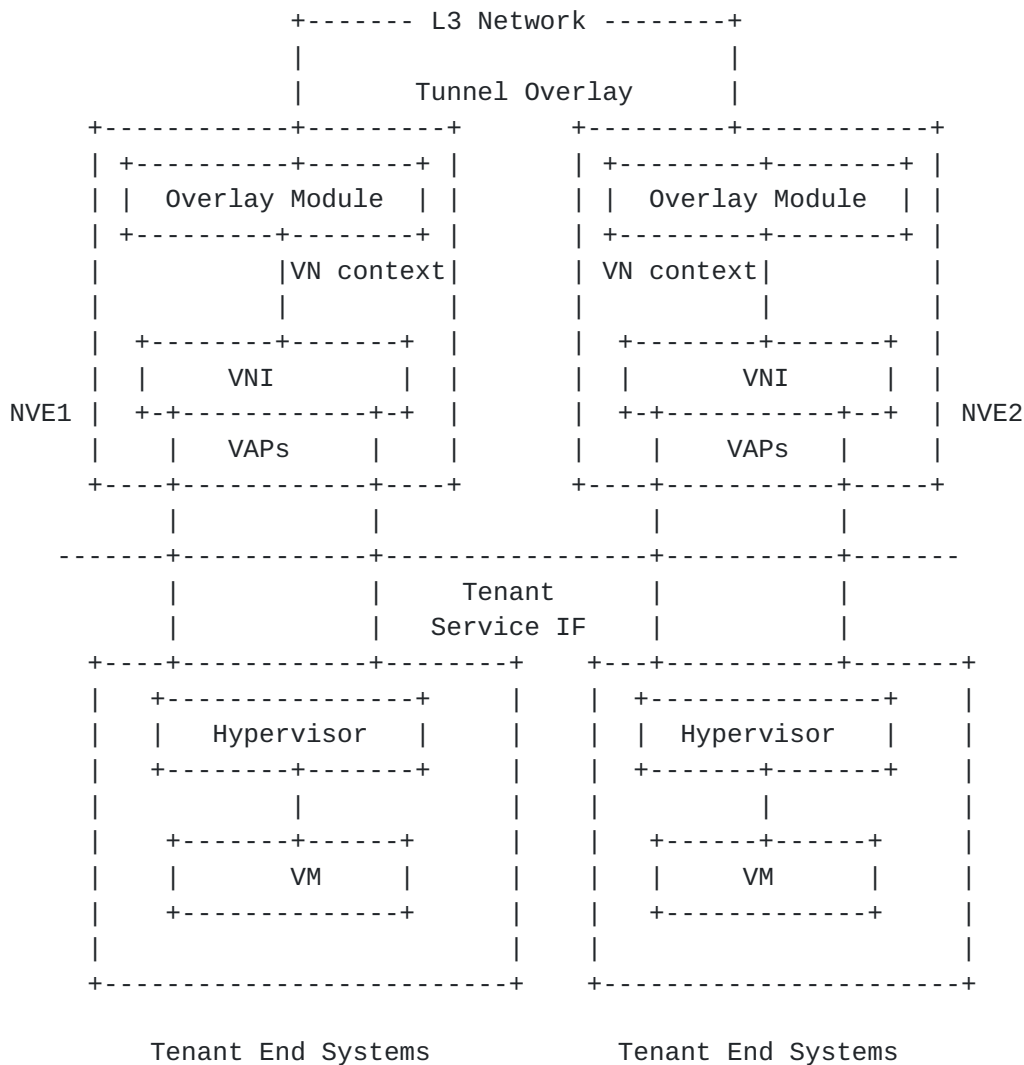 L3 Network
Tunnel Overlay
Overlay Module Overlay Module
VN context VN context
VNI VNI
NVE1 NVE2
VAPs VAPs
Tenant
Service IF
Hypervisor Hypervisor
VM VM
Tenant End Systems Tenant End Systems